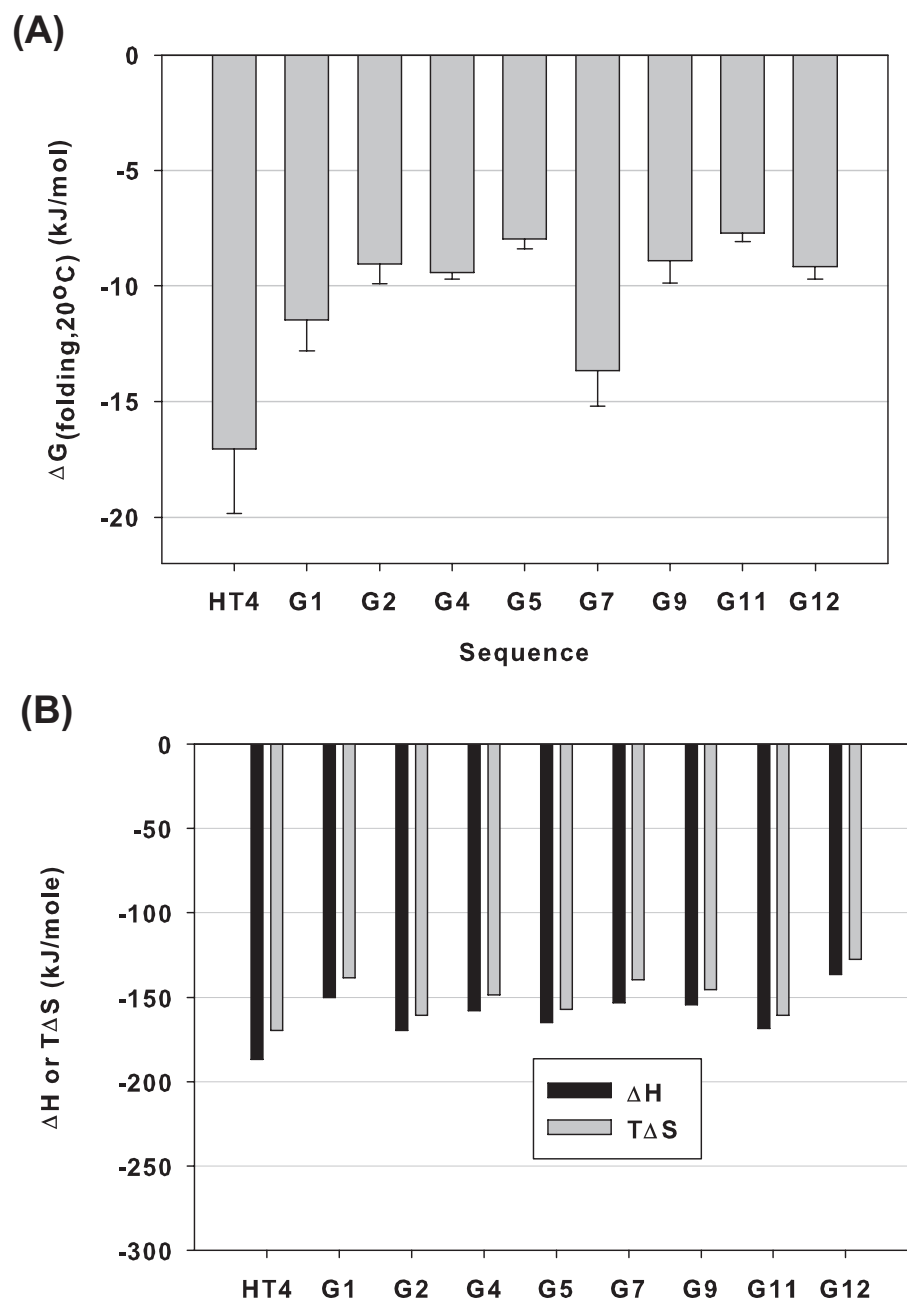 (A)
ΔG(folding,20ºC) (kJ/mol)
0
-5
-10
-15
-20
HT4 G1 G2 G4 G5 G7 G9 G11 G12
Sequence
(B)
ΔH or TΔS (kJ/mole)
0
-50
-100
-150
-200
-250
-300
ΔH
TΔS
HT4 G1 G2 G4 G5 G7 G9 G11 G12